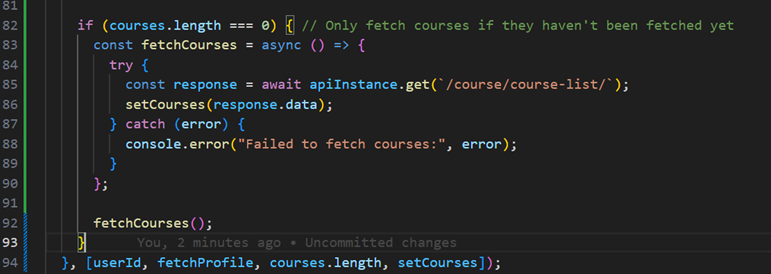 81
82 if (courses.length === 0) { // Only fetch courses if they haven't been fetched yet
83 const fetchCourses = async () => {
84 try {
85 const response = await apiInstance.get(`/course/course-list/`);
86 setCourses(response.data);
87 } catch (error) {
88 console.error("Failed to fetch courses:", error);
89 }
90 };
91
92 fetchCourses();
93 } You, 2 minutes ago • Uncommitted changes
94 }, [userId, fetchProfile, courses.length, setCourses]);